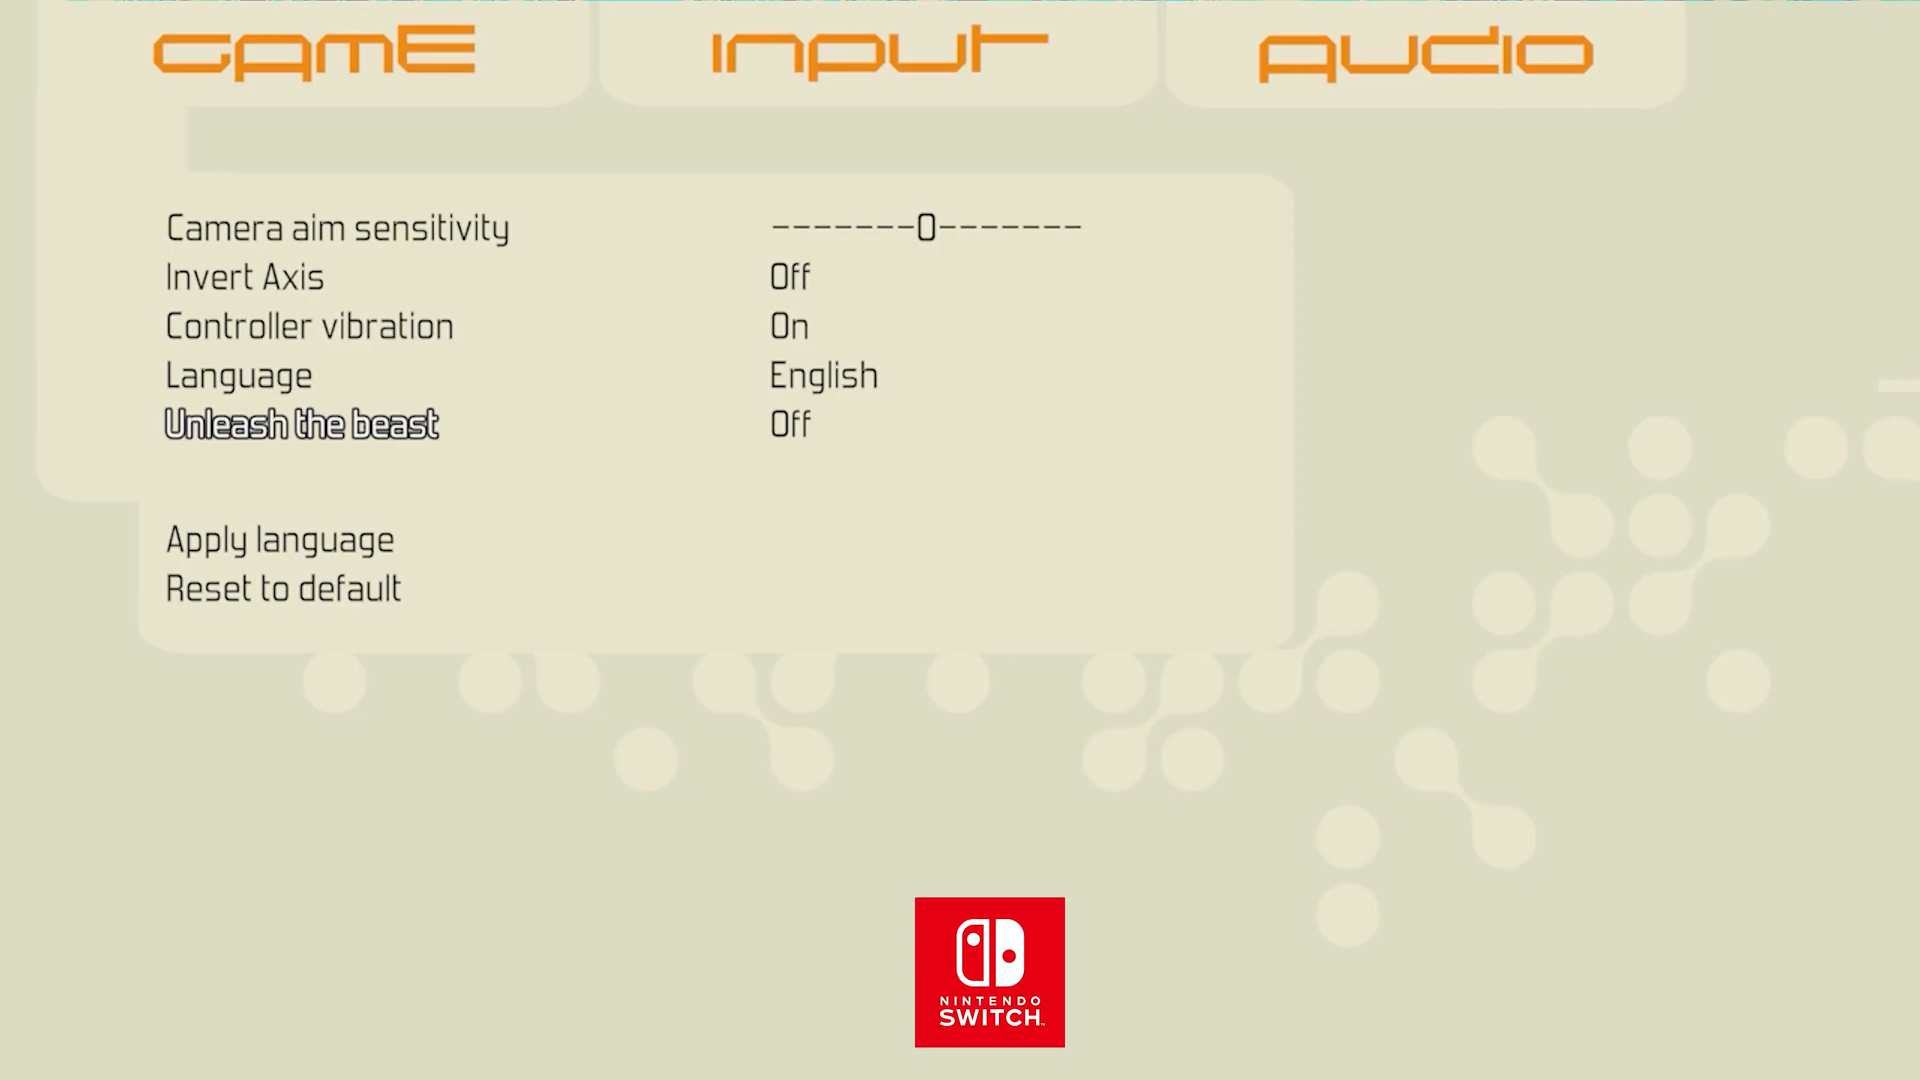 GAME INPUT AUDIO
Camera aim sensitivity -------0-------
Invert Axis Off
Controller vibration On
Language English
Unleash the beast Off
Apply language
Reset to default
NINTENDO
SWITCH™